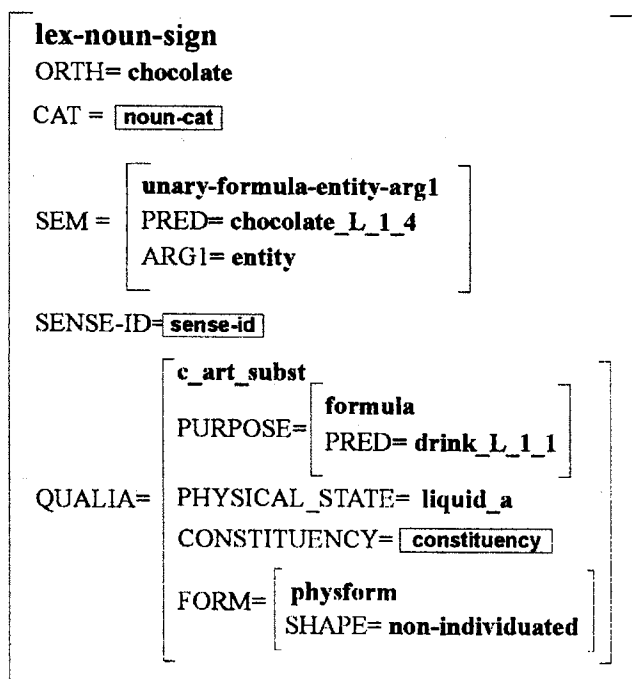 lex-noun-sign
ORTH= chocolate
CAT = noun-cat
unary-formula-entity-arg1
SEM = PRED= chocolate_L_1_4
ARG1= entity
SENSE-ID= sense-id
c_art_subst
formula
PURPOSE= PRED= drink_L_1_1
QUALIA= PHYSICAL_STATE= liquid_a
CONSTITUENCY= constituency
physform
FORM= SHAPE= non-individuated